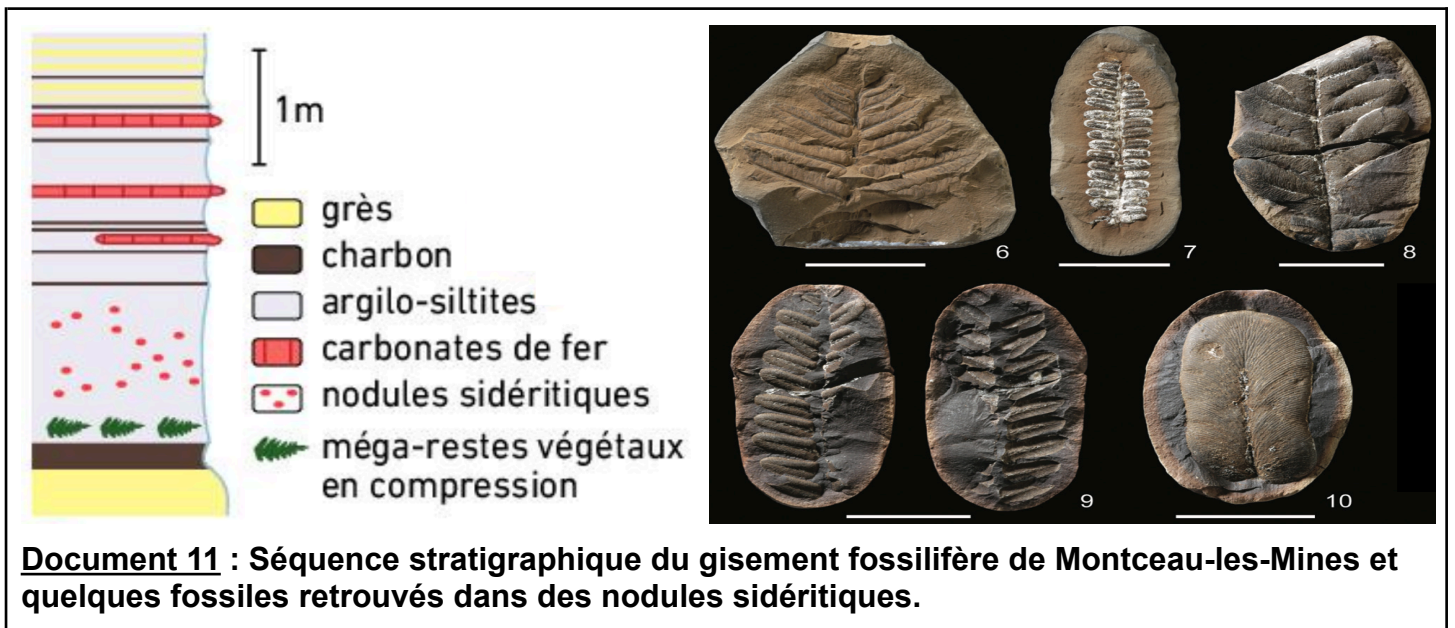 1m
grès
charbon
argilo-siltites
carbonates de fer
nodules sidéritiques
méga-restes végétaux
en compression
6
7
8
9
10
Document 11 : Séquence stratigraphique du gisement fossilifère de Montceau-les-Mines et
quelques fossiles retrouvés dans des nodules sidéritiques.